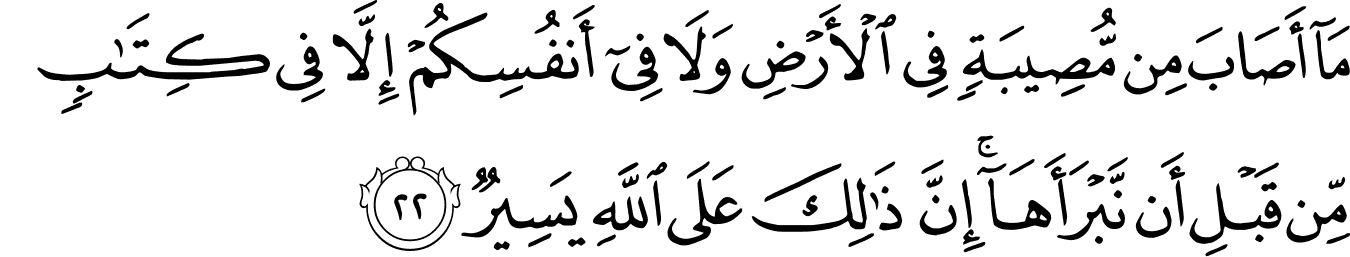 مَآ أَصَابَ مِن مُّصِيبَةٍ فِى ٱلْأَرْضِ وَلَا فِىٓ أَنفُسِكُمْ إِلَّا فِى كِتَـٰبٍ
مِّن قَبْلِ أَن نَّبْرَأَهَآ ۚ إِنَّ ذَٰلِكَ عَلَى ٱللَّهِ يَسِيرٌ ٢٢